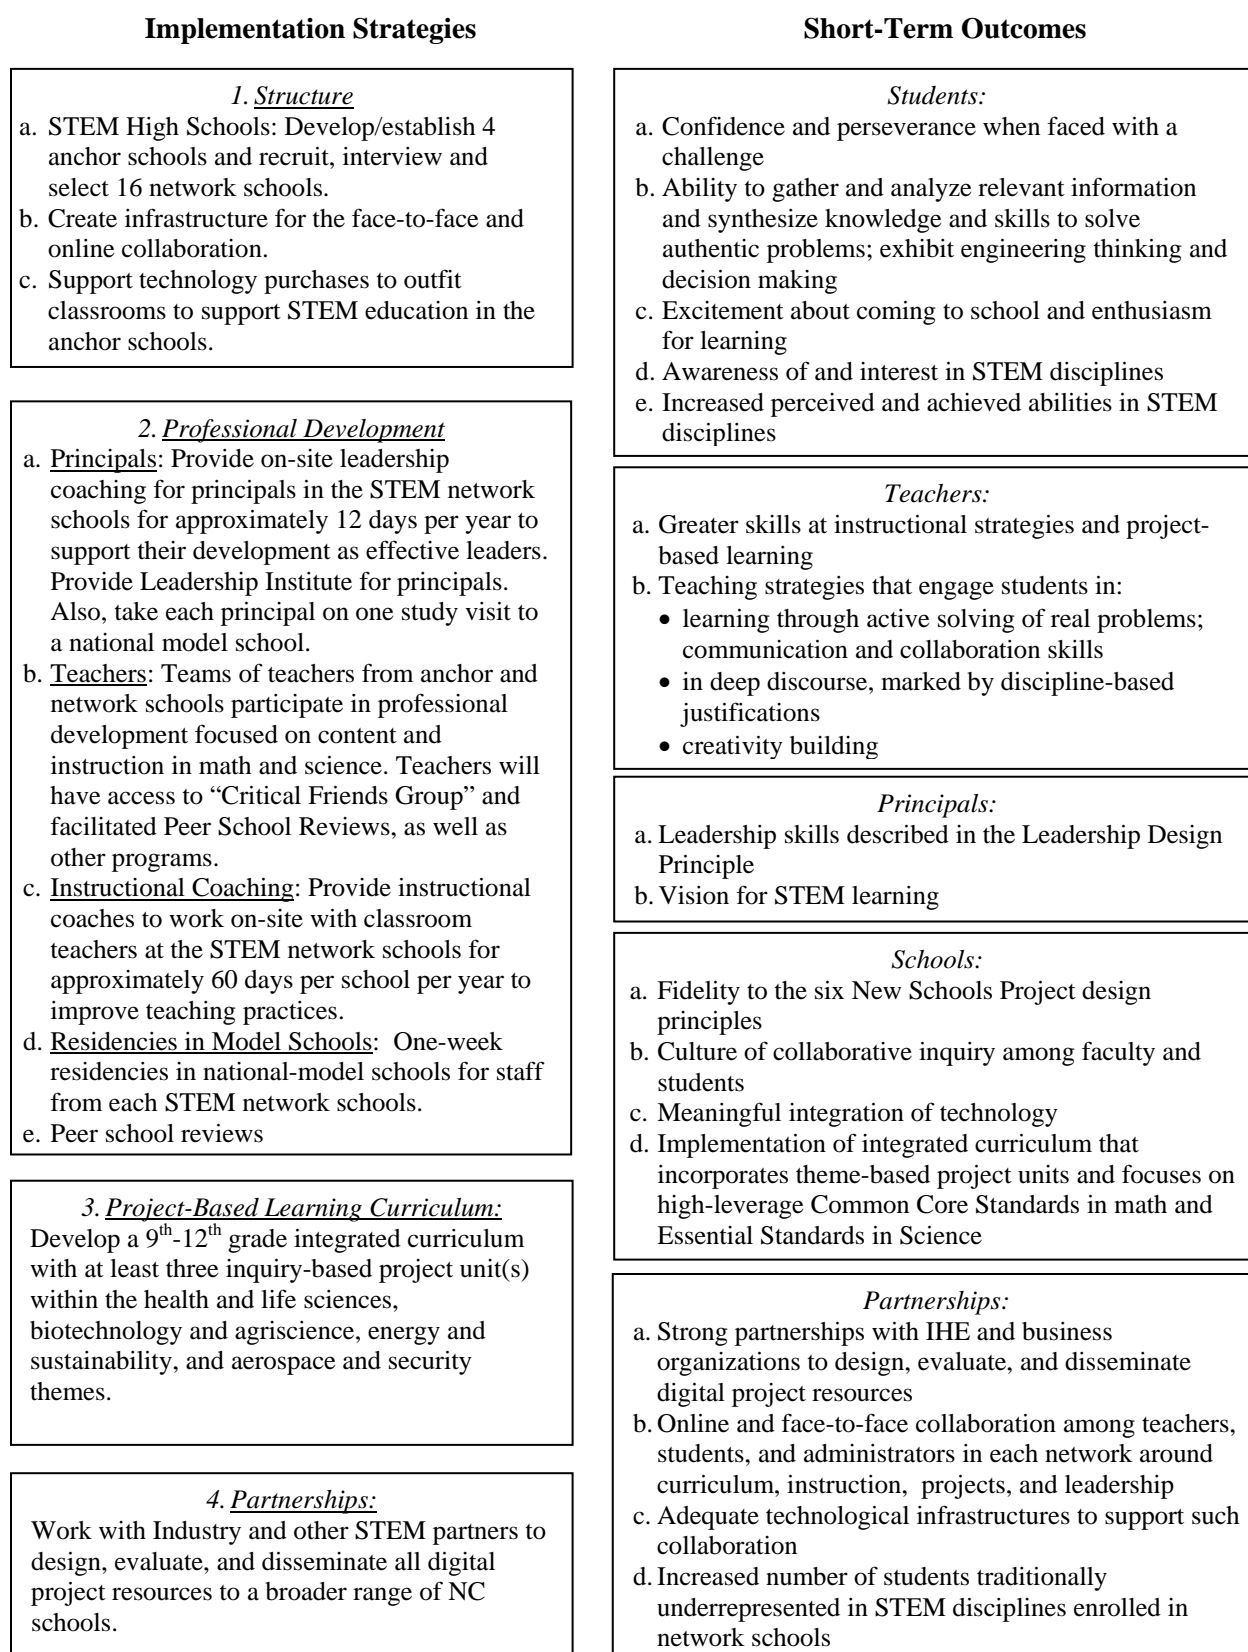 Implementation Strategies
1. Structure
a. STEM High Schools: Develop/establish 4
anchor schools and recruit, interview and
select 16 network schools.
b. Create infrastructure for the face-to-face and
online collaboration.
c. Support technology purchases to outfit
classrooms to support STEM education in the
anchor schools.
2. Professional Development
a. Principals: Provide on-site leadership
coaching for principals in the STEM network
schools for approximately 12 days per year to
support their development as effective leaders.
Provide Leadership Institute for principals.
Also, take each principal on one study visit to
a national model school.
b. Teachers: Teams of teachers from anchor and
network schools participate in professional
development focused on content and
instruction in math and science. Teachers will
have access to “Critical Friends Group” and
facilitated Peer School Reviews, as well as
other programs.
c. Instructional Coaching: Provide instructional
coaches to work on-site with classroom
teachers at the STEM network schools for
approximately 60 days per school per year to
improve teaching practices.
d. Residencies in Model Schools: One-week
residencies in national-model schools for staff
from each STEM network schools.
e. Peer school reviews
3. Project-Based Learning Curriculum:
Develop a 9th-12th grade integrated curriculum
with at least three inquiry-based project unit(s)
within the health and life sciences,
biotechnology and agriscience, energy and
sustainability, and aerospace and security
themes.
4. Partnerships:
Work with Industry and other STEM partners to
design, evaluate, and disseminate all digital
project resources to a broader range of NC
schools.
Short-Term Outcomes
Students:
a. Confidence and perseverance when faced with a
challenge
b. Ability to gather and analyze relevant information
and synthesize knowledge and skills to solve
authentic problems; exhibit engineering thinking and
decision making
c. Excitement about coming to school and enthusiasm
for learning
d. Awareness of and interest in STEM disciplines
e. Increased perceived and achieved abilities in STEM
disciplines
Teachers:
a. Greater skills at instructional strategies and project-
based learning
b. Teaching strategies that engage students in:
• learning through active solving of real problems;
communication and collaboration skills
• in deep discourse, marked by discipline-based
justifications
• creativity building
Principals:
a. Leadership skills described in the Leadership Design
Principle
b. Vision for STEM learning
Schools:
a. Fidelity to the six New Schools Project design
principles
b. Culture of collaborative inquiry among faculty and
students
c. Meaningful integration of technology
d. Implementation of integrated curriculum that
incorporates theme-based project units and focuses on
high-leverage Common Core Standards in math and
Essential Standards in Science
Partnerships:
a. Strong partnerships with IHE and business
organizations to design, evaluate, and disseminate
digital project resources
b. Online and face-to-face collaboration among teachers,
students, and administrators in each network around
curriculum, instruction, projects, and leadership
c. Adequate technological infrastructures to support such
collaboration
d. Increased number of students traditionally
underrepresented in STEM disciplines enrolled in
network schools